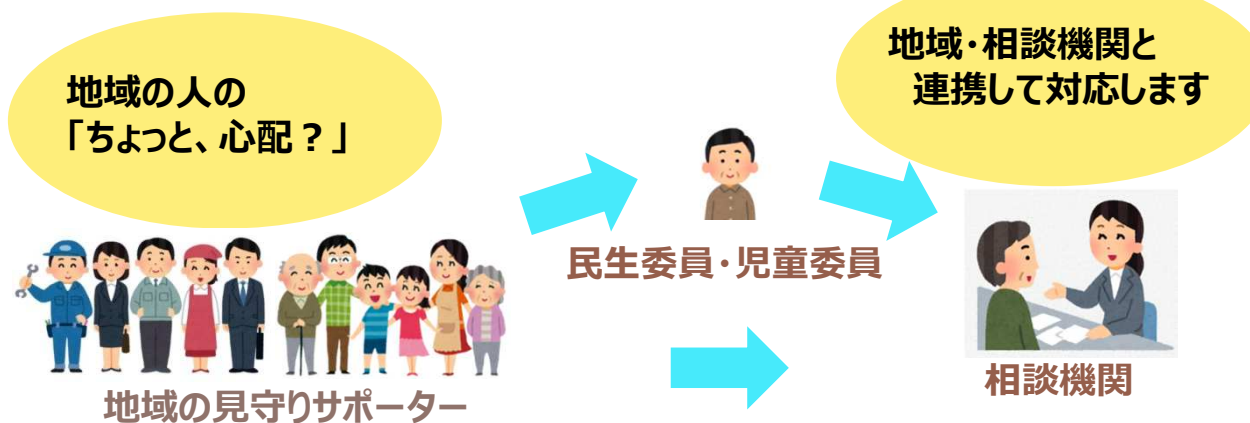 地域の人の
「ちょっと、心配？」
地域・相談機関と
連携して対応します
民生委員・児童委員
相談機関
地域の見守りサポーター